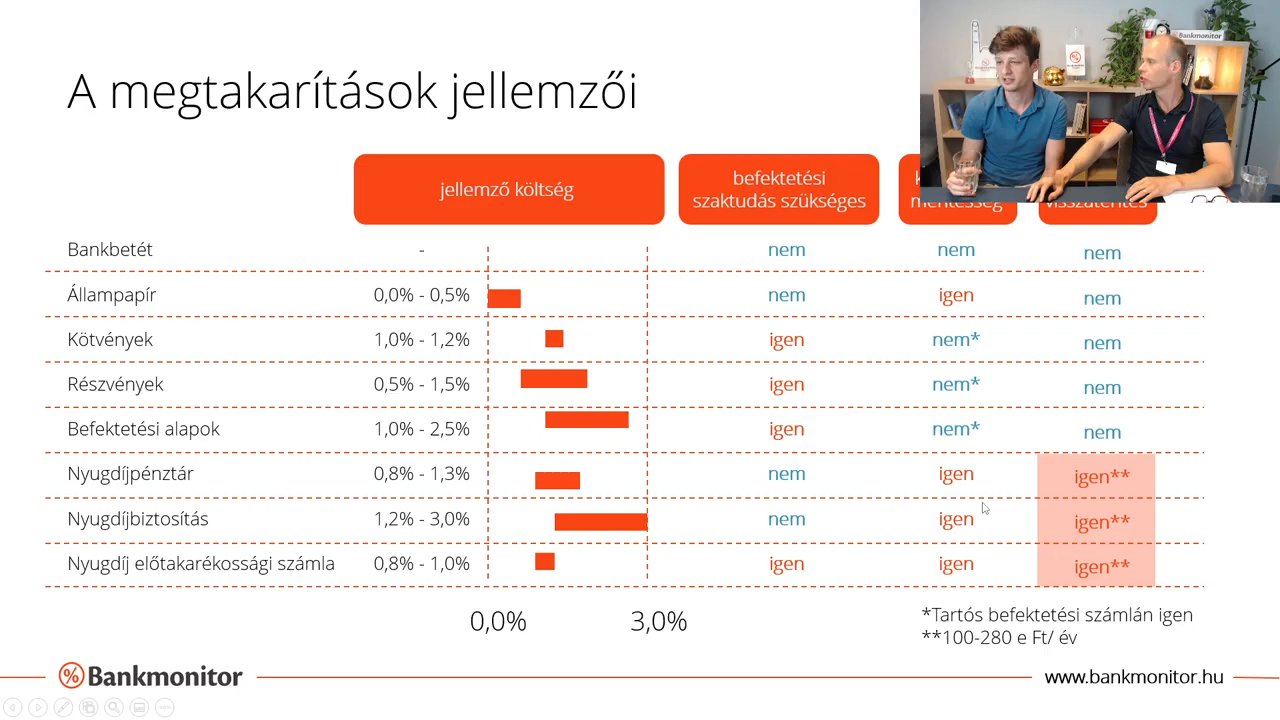 A megtakarítások jellemzői
Bankmonitor
jellemző költség
befektetési
szaktudás szükséges
mentesség
visszatérítés
Bankbetét - nem nem nem
Állampapír 0,0% - 0,5% nem igen nem
Kötvények 1,0% - 1,2% igen nem* nem
Részvények 0,5% - 1,5% igen nem* nem
Befektetési alapok 1,0% - 2,5% igen nem* nem
Nyugdíjpénztár 0,8% - 1,3% nem igen igen**
Nyugdíjbiztosítás 1,2% - 3,0% nem igen igen**
Nyugdíj előtakarékossági számla 0,8% - 1,0% igen igen igen**
0,0% 3,0%
*Tartós befektetési számlán igen
**100-280 e Ft/ év
% Bankmonitor
www.bankmonitor.hu